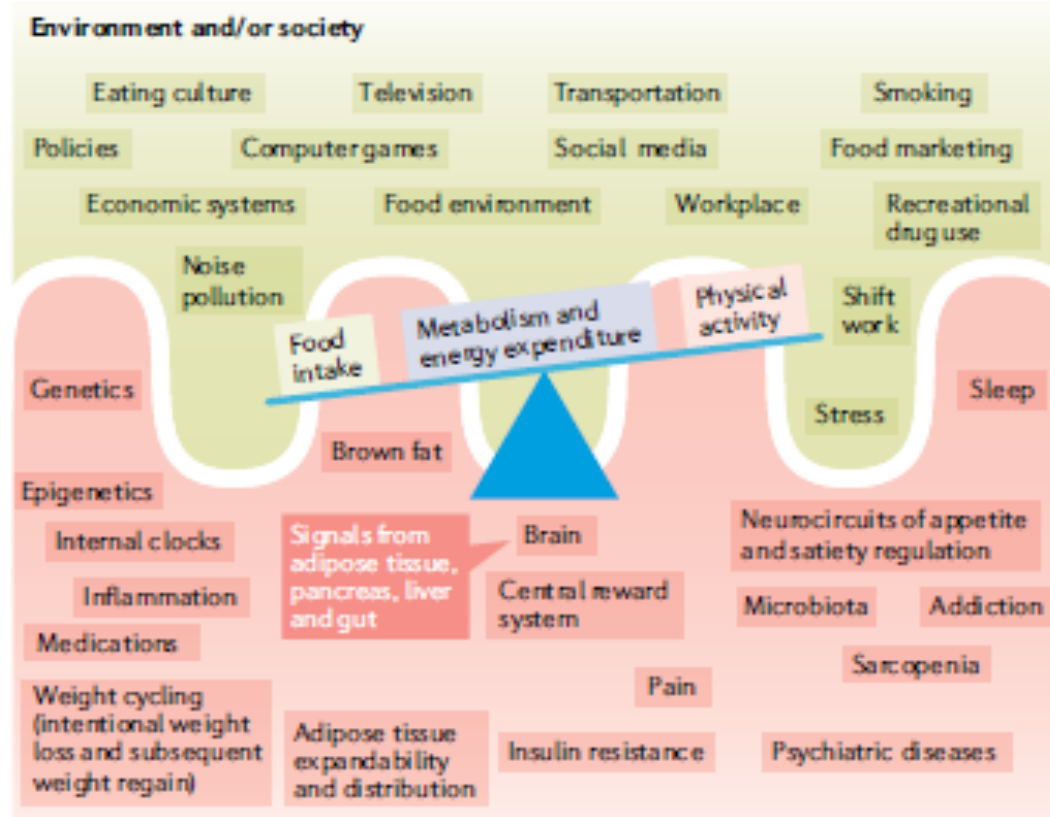 Environment and/or society
Eating culture
Television
Transportation
Smoking
Policies
Computer games
Social media
Food marketing
Economic systems
Food environment
Workplace
Recreational
drug use
Noise
pollution
Food
intake
Metabolism and
energy expenditure
Physical
activity
Shift
work
Genetics
Sleep
Stress
Brown fat
Epigenetics
Internal clocks
Signals from
adipose tissue,
pancreas, liver
and gut
Brain
Neurocircuits of appetite
and satiety regulation
Inflammation
Central reward
system
Microbiota
Addiction
Medications
Sarcopenia
Pain
Weight cycling
(intentional weight
loss and subsequent
weight regain)
Adipose tissue
expandability
and distribution
Insulin resistance
Psychiatric diseases